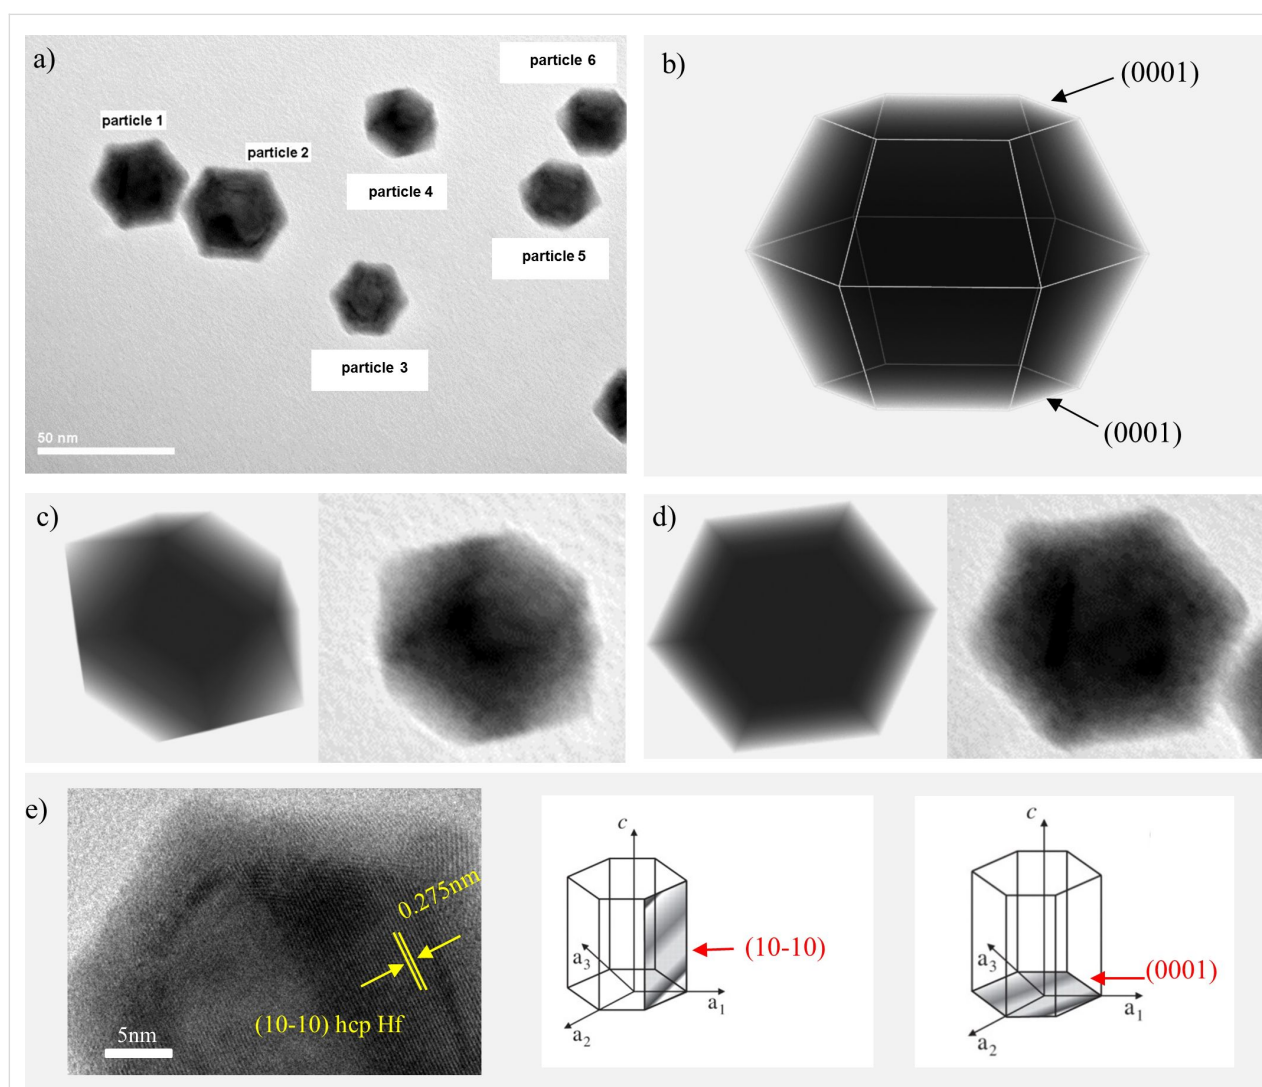 a)
particle 6
particle 1
particle 2
particle 4
particle 5
particle 3
50 nm
b)
(0001)
(0001)
c)
d)
e)
0.275nm
(10-10) hcp Hf
5nm
c
a3
(10-10)
a1
a2
c
a3
(0001)
a1
a2